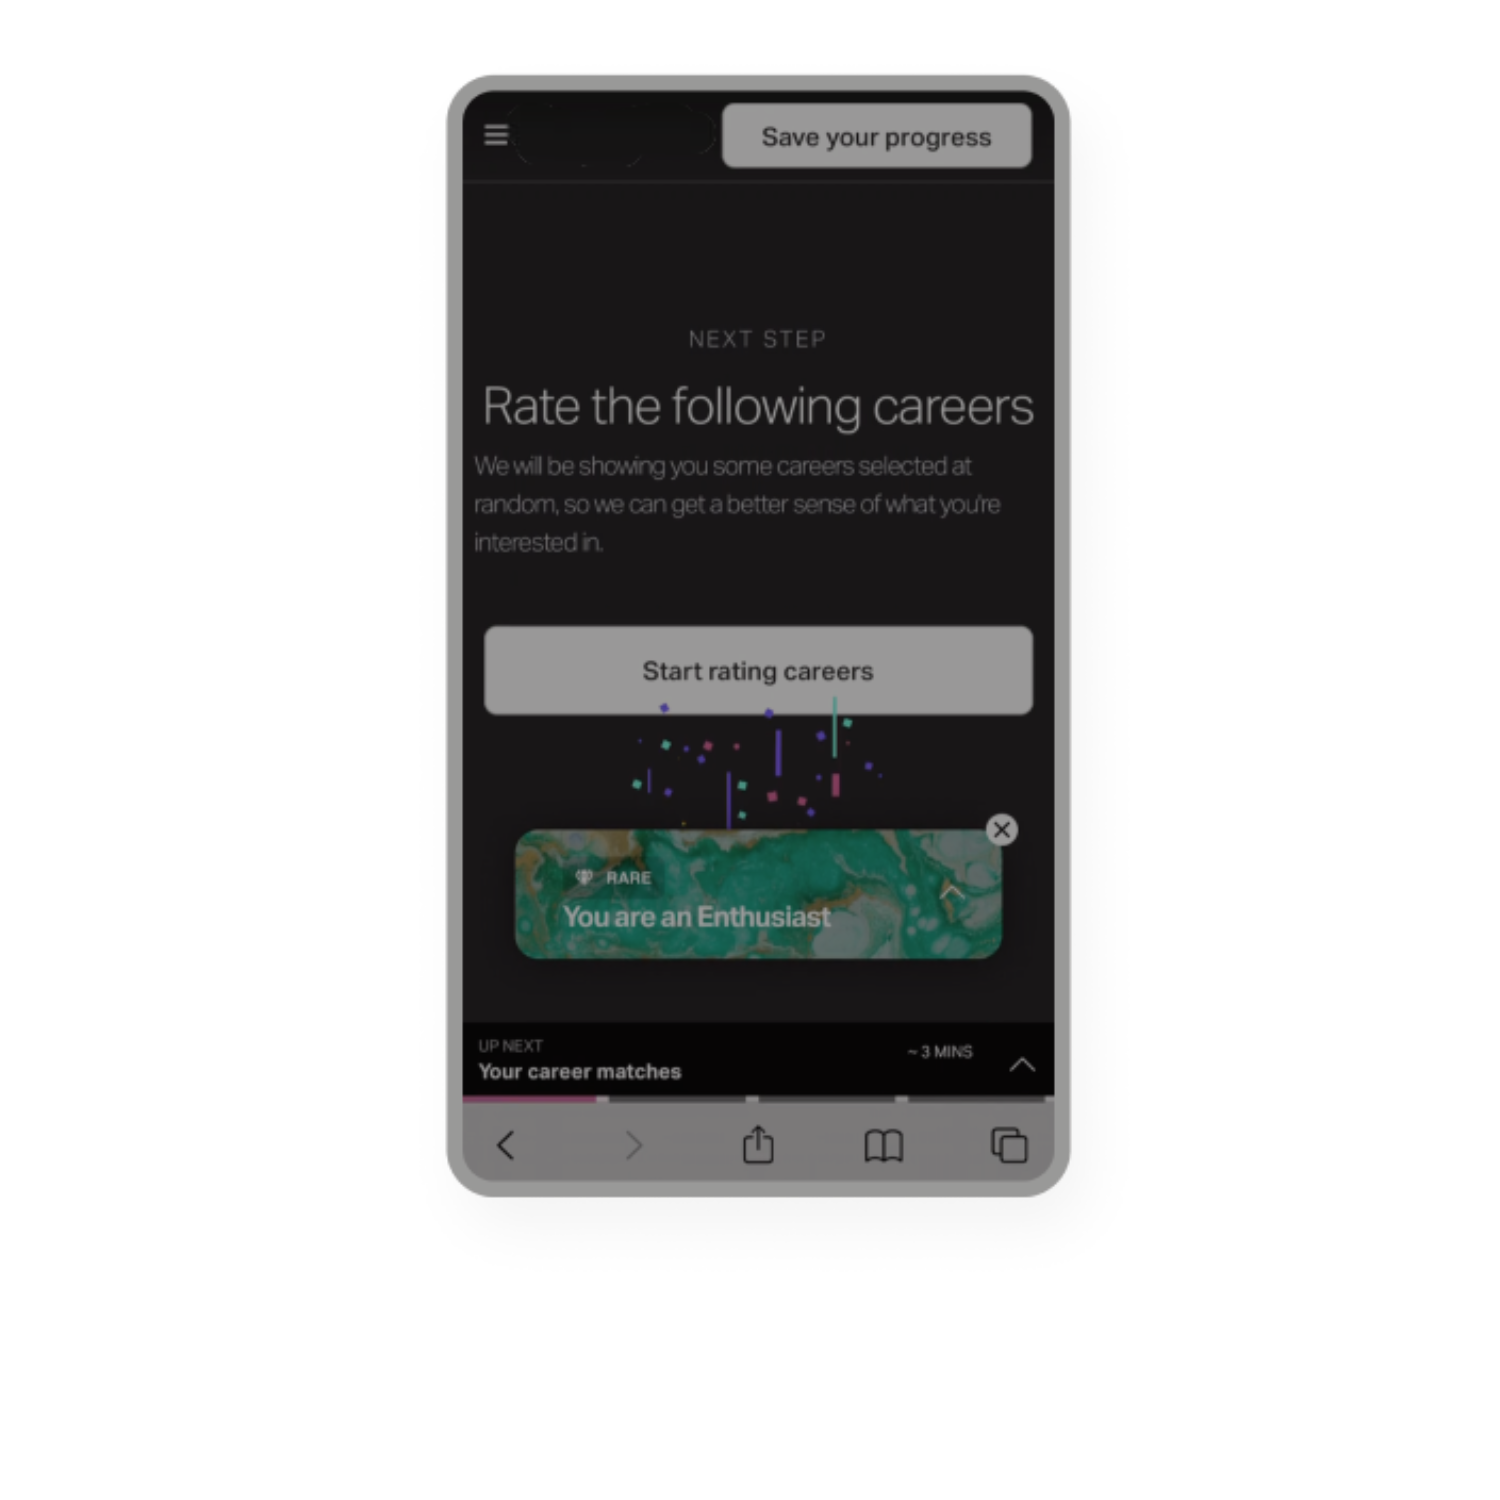 Save your progress
NEXT STEP
Rate the following careers
We will be showing you some careers selected at
random, so we can get a better sense of what you're
interested in.
Start rating careers
RARE
You are an Enthusiast
UP NEXT
~ 3 MINS
Your career matches